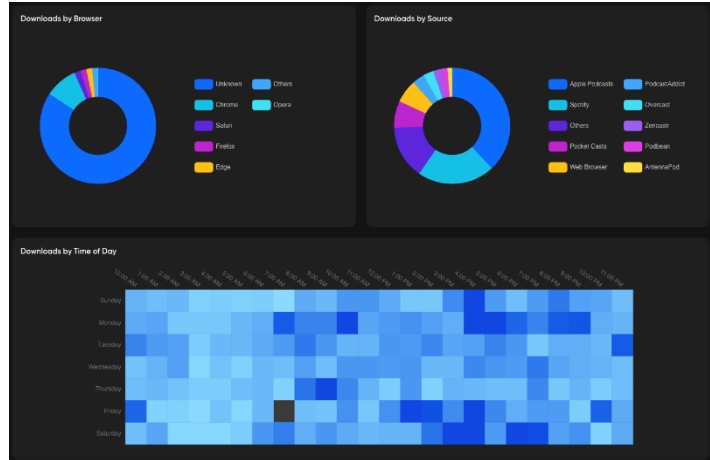 Downloads by Browser
Unknown
Others
Chrome
Opera
Safari
Firefox
Edge
Downloads by Source
Apple Podcasts
PodcastAddict
Spotify
Overcast
Others
Zencastr
Pocket Casts
Podbean
Web Browser
AntennaPod
Downloads by Time of Day
12:00 AM 1:00 AM 2:00 AM 3:00 AM 4:00 AM 5:00 AM 6:00 AM 7:00 AM 8:00 AM 9:00 AM 10:00 AM 11:00 AM 12:00 PM 1:00 PM 2:00 PM 3:00 PM 4:00 PM 5:00 PM 6:00 PM 7:00 PM 8:00 PM 9:00 PM 10:00 PM 11:00 PM
Sunday
Monday
Tuesday
Wednesday
Thursday
Friday
Saturday